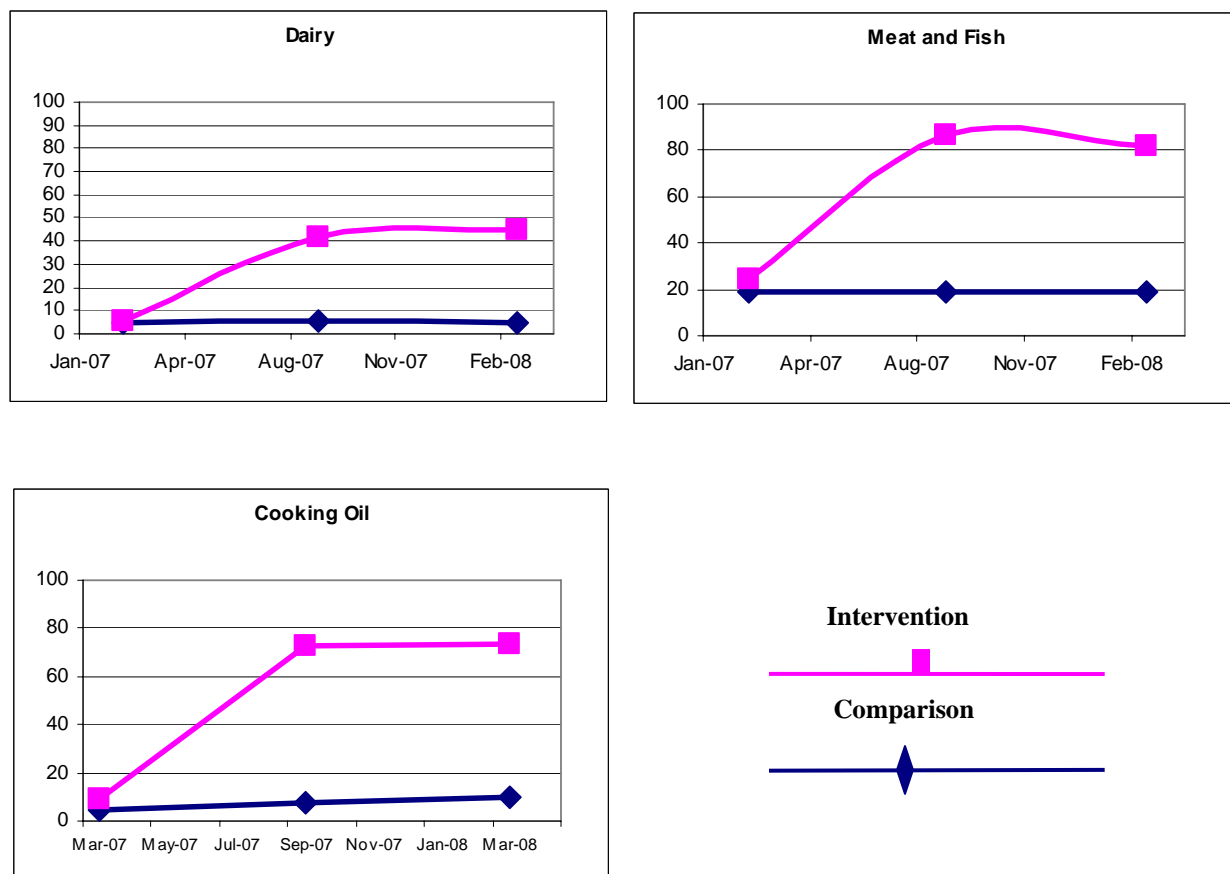 Dairy
100
90
80
70
60
50
40
30
20
10
0
Jan-07 Apr-07 Aug-07 Nov-07 Feb-08
Meat and Fish
100
80
60
40
20
0
Jan-07 Apr-07 Aug-07 Nov-07 Feb-08
Cooking Oil
100
80
60
40
20
0
Mar-07 May-07 Jul-07 Sep-07 Nov-07 Jan-08 Mar-08
Intervention
Comparison